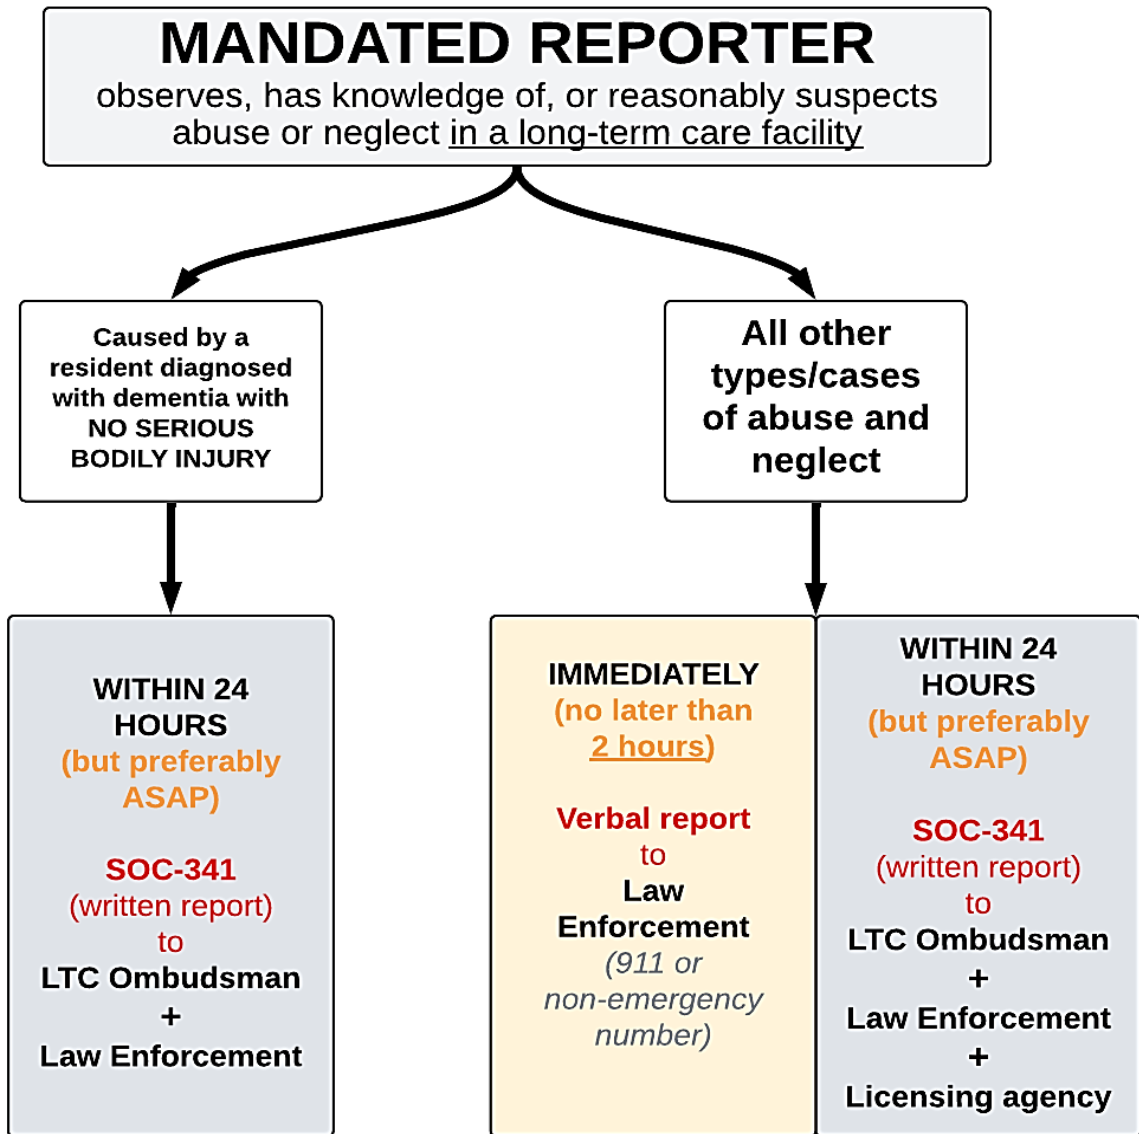 MANDATED REPORTER
observes, has knowledge of, or reasonably suspects
abuse or neglect in a long-term care facility
Caused by a
resident diagnosed
with dementia with
NO SERIOUS
BODILY INJURY
All other
types/cases
of abuse and
neglect
WITHIN 24
HOURS
(but preferably
ASAP)
SOC-341
(written report)
to
LTC Ombudsman
+
Law Enforcement
IMMEDIATELY
(no later than
2 hours)
Verbal report
to
Law
Enforcement
(911 or
non-emergency
number)
WITHIN 24
HOURS
(but preferably
ASAP)
SOC-341
(written report)
to
LTC Ombudsman
+
Law Enforcement
+
Licensing agency